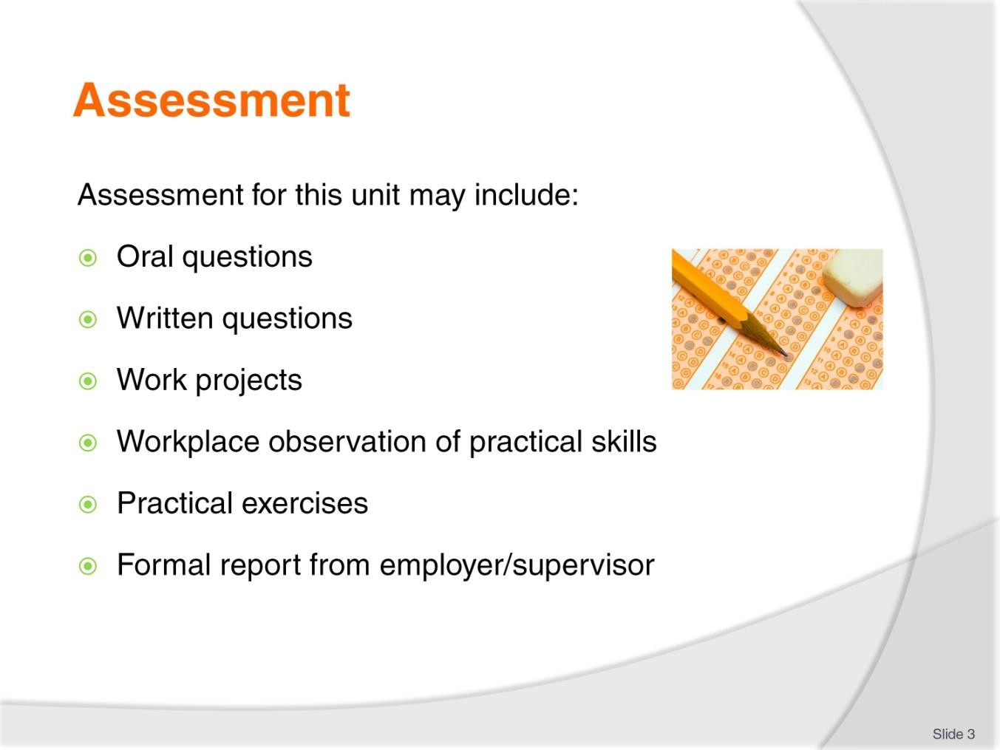 Assessment
Assessment for this unit may include:
Oral questions
Written questions
Work projects
Workplace observation of practical skills
Practical exercises
Formal report from employer/supervisor
Slide 3